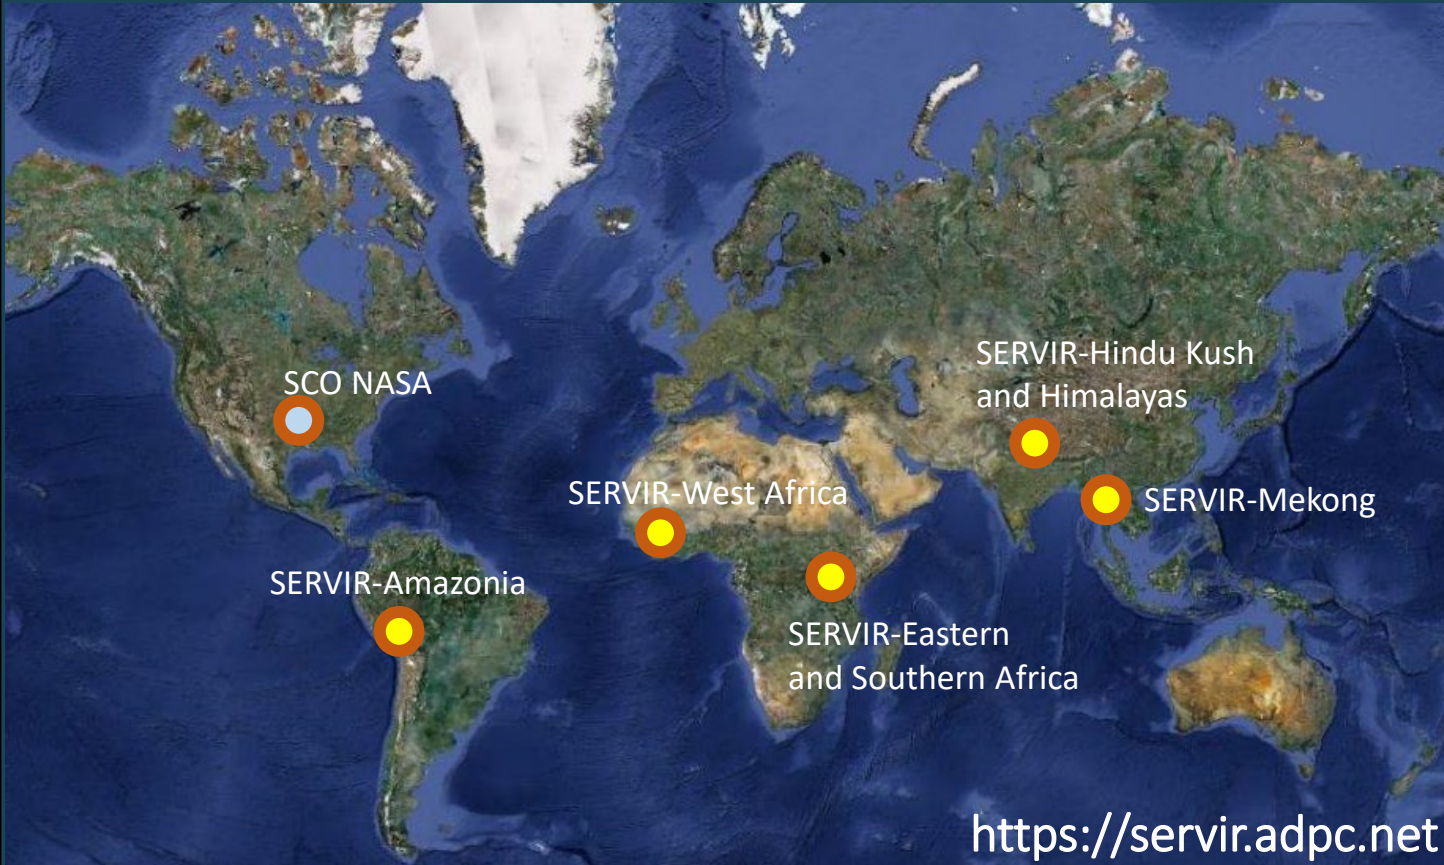 SERVIR-Hindu Kush
and Himalayas
SCO NASA
SERVIR-West Africa
SERVIR-Mekong
SERVIR-Amazonia
SERVIR-Eastern
and Southern Africa
https://servir.adpc.net